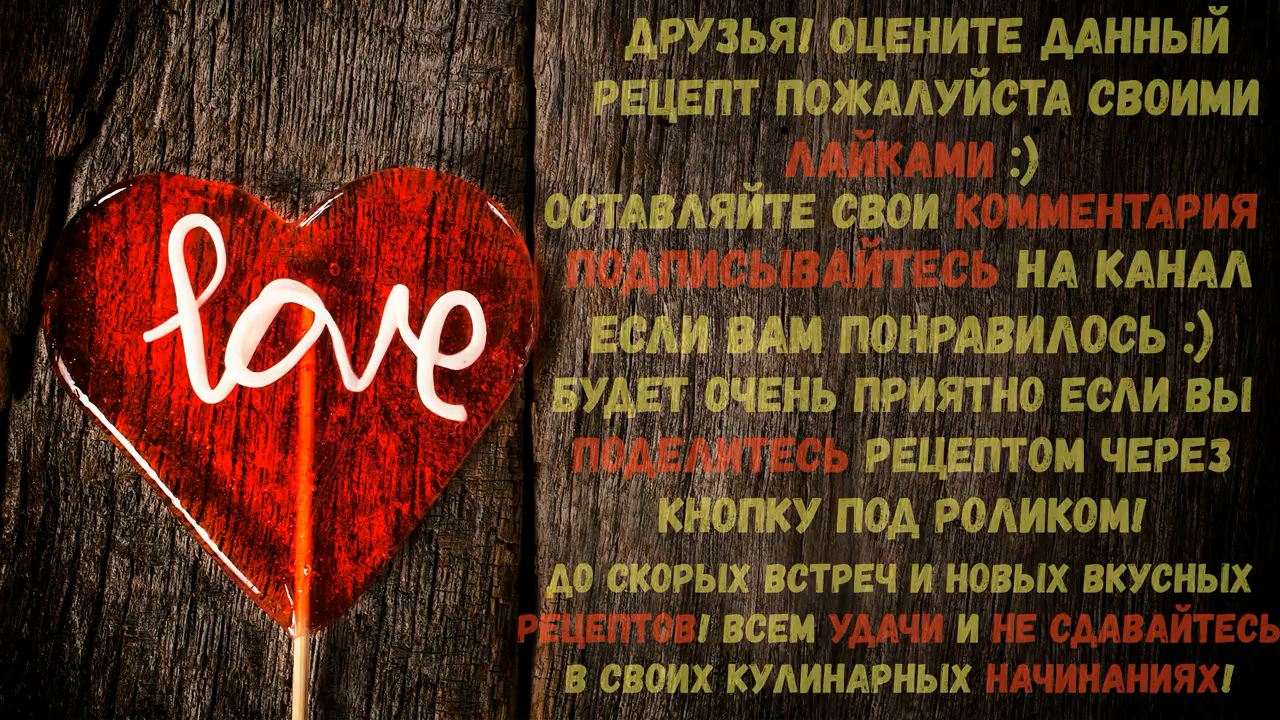 love
ДРУЗЬЯ! ОЦЕНИТЕ ДАННЫЙ
РЕЦЕПТ ПОЖАЛУЙСТА СВОИМИ
ЛАЙКАМИ :)
ОСТАВЛЯЙТЕ СВОИ КОММЕНТАРИЯ
ПОДПИСЫВАЙТЕСЬ НА КАНАЛ
ЕСЛИ ВАМ ПОНРАВИЛОСЬ :)
БУДЕТ ОЧЕНЬ ПРИЯТНО ЕСЛИ ВЫ
ПОДЕЛИТЕСЬ РЕЦЕПТОМ ЧЕРЕЗ
КНОПКУ ПОД РОЛИКОМ!
ДО СКОРЫХ ВСТРЕЧ И НОВЫХ ВКУСНЫХ
РЕЦЕПТОВ! ВСЕМ УДАЧИ И НЕ СДАВАЙТЕСЬ
В СВОИХ КУЛИНАРНЫХ НАЧИНАНИЯХ!